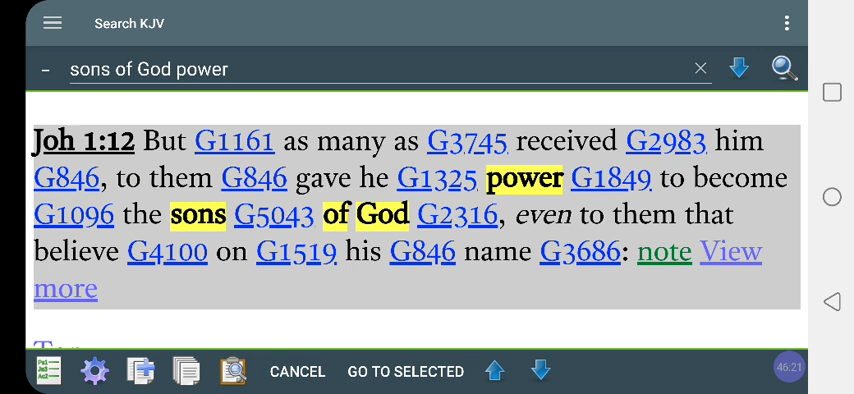 Search KJV
- sons of God power
Joh 1:12 But G1161 as many as G3745 received G2983 him
G846, to them G846 gave he G1325 power G1849 to become
G1096 the sons G5043 of God G2316, even to them that
believe G4100 on G1519 his G846 name G3686: note View
more
CANCEL GO TO SELECTED
46:21